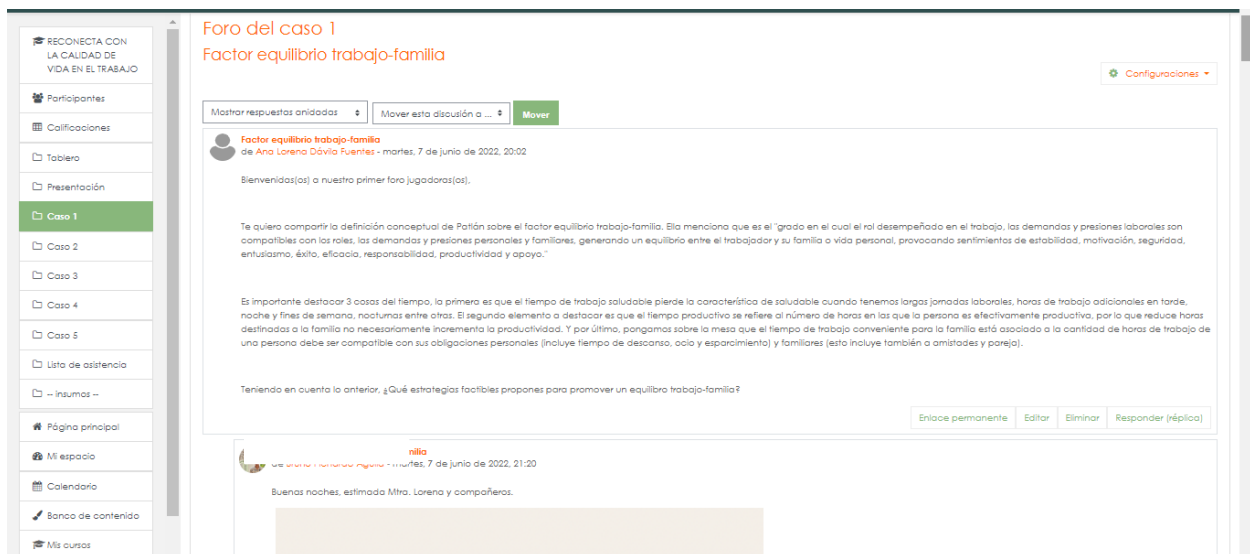 RECONECTA CON
LA CALIDAD DE
VIDA EN EL TRABAJO
Participantes
Calificaciones
Tablero
Presentación
Caso 1
Caso 2
Caso 3
Caso 4
Caso 5
Lista de asistencia
-- insumos --
Página principal
Mi espacio
Calendario
Banco de contenido
Mis cursos
Foro del caso 1
Factor equilibrio trabajo-familia
Configuraciones
Mostrar respuestas anidadas
Mover esta discusión a ...
Mover
Factor equilibrio trabajo-familia
de Ana Lorena Dávila Fuentes - martes, 7 de junio de 2022, 20:02
Bienvenidas(os) a nuestro primer foro jugadoras(os),
Te quiero compartir la definición conceptual de Patlán sobre el factor equilibrio trabajo-familia. Ella menciona que es el "grado en el cual el rol desempeñado en el trabajo, las demandas y presiones laborales son
compatibles con los roles, las demandas y presiones personales y familiares, generando un equilibrio entre el trabajador y su familia o vida personal, provocando sentimientos de estabilidad, motivación, seguridad,
entusiasmo, éxito, eficacia, responsabilidad, productividad y apoyo."
Es importante destacar 3 cosas del tiempo, la primera es que el tiempo de trabajo saludable pierde la característica de saludable cuando tenemos largas jornadas laborales, horas de trabajo adicionales en tarde,
noche y fines de semana, nocturnas entre otras. El segundo elemento a destacar es que el tiempo productivo se refiere al número de horas en las que la persona es efectivamente productiva, por lo que reduce horas
destinadas a la familia no necesariamente incrementa la productividad. Y por último, pongamos sobre la mesa que el tiempo de trabajo conveniente para la familia está asociado a la cantidad de horas de trabajo de
una persona debe ser compatible con sus obligaciones personales (incluye tiempo de descanso, ocio y esparcimiento) y familiares (esto incluye también a amistades y pareja).
Teniendo en cuenta lo anterior, ¿Qué estrategias factibles propones para promover un equilibro trabajo-familia?
Enlace permanente
Editar
Eliminar
Responder (réplica)
martes, 7 de junio de 2022, 21:20
Buenas noches, estimada Mtra. Lorena y compañeros.